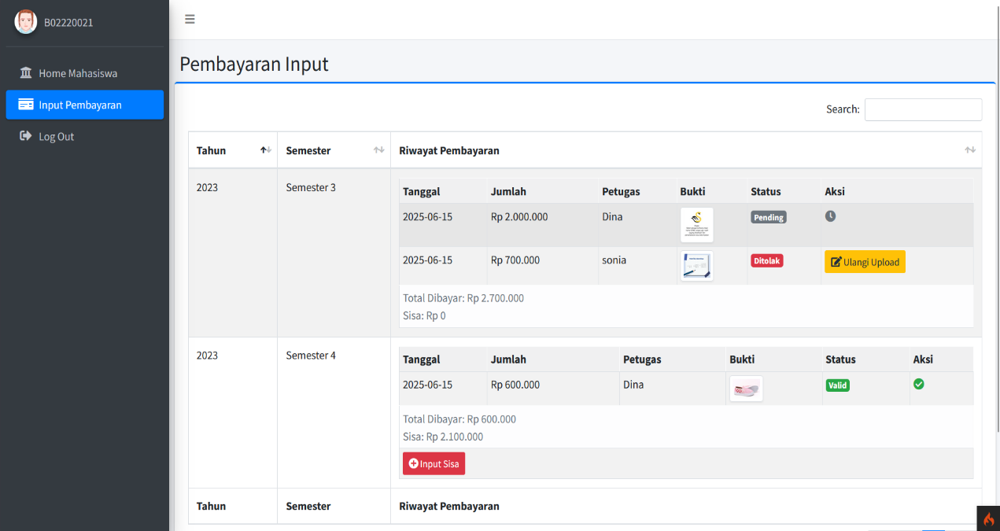 B02220021
Home Mahasiswa
Input Pembayaran
Log Out
Pembayaran Input
Search:
Tahun Semester Riwayat Pembayaran
2023 Semester 3
Tanggal Jumlah Petugas Bukti Status Aksi
2025-06-15 Rp 2.000.000 Dina Pending
2025-06-15 Rp 700.000 sonia Ditolak Ulangi Upload
Total Dibayar: Rp 2.700.000
Sisa: Rp 0
2023 Semester 4
Tanggal Jumlah Petugas Bukti Status Aksi
2025-06-15 Rp 600.000 Dina Valid
Total Dibayar: Rp 600.000
Sisa: Rp 2.100.000
Input Sisa
Tahun Semester Riwayat Pembayaran